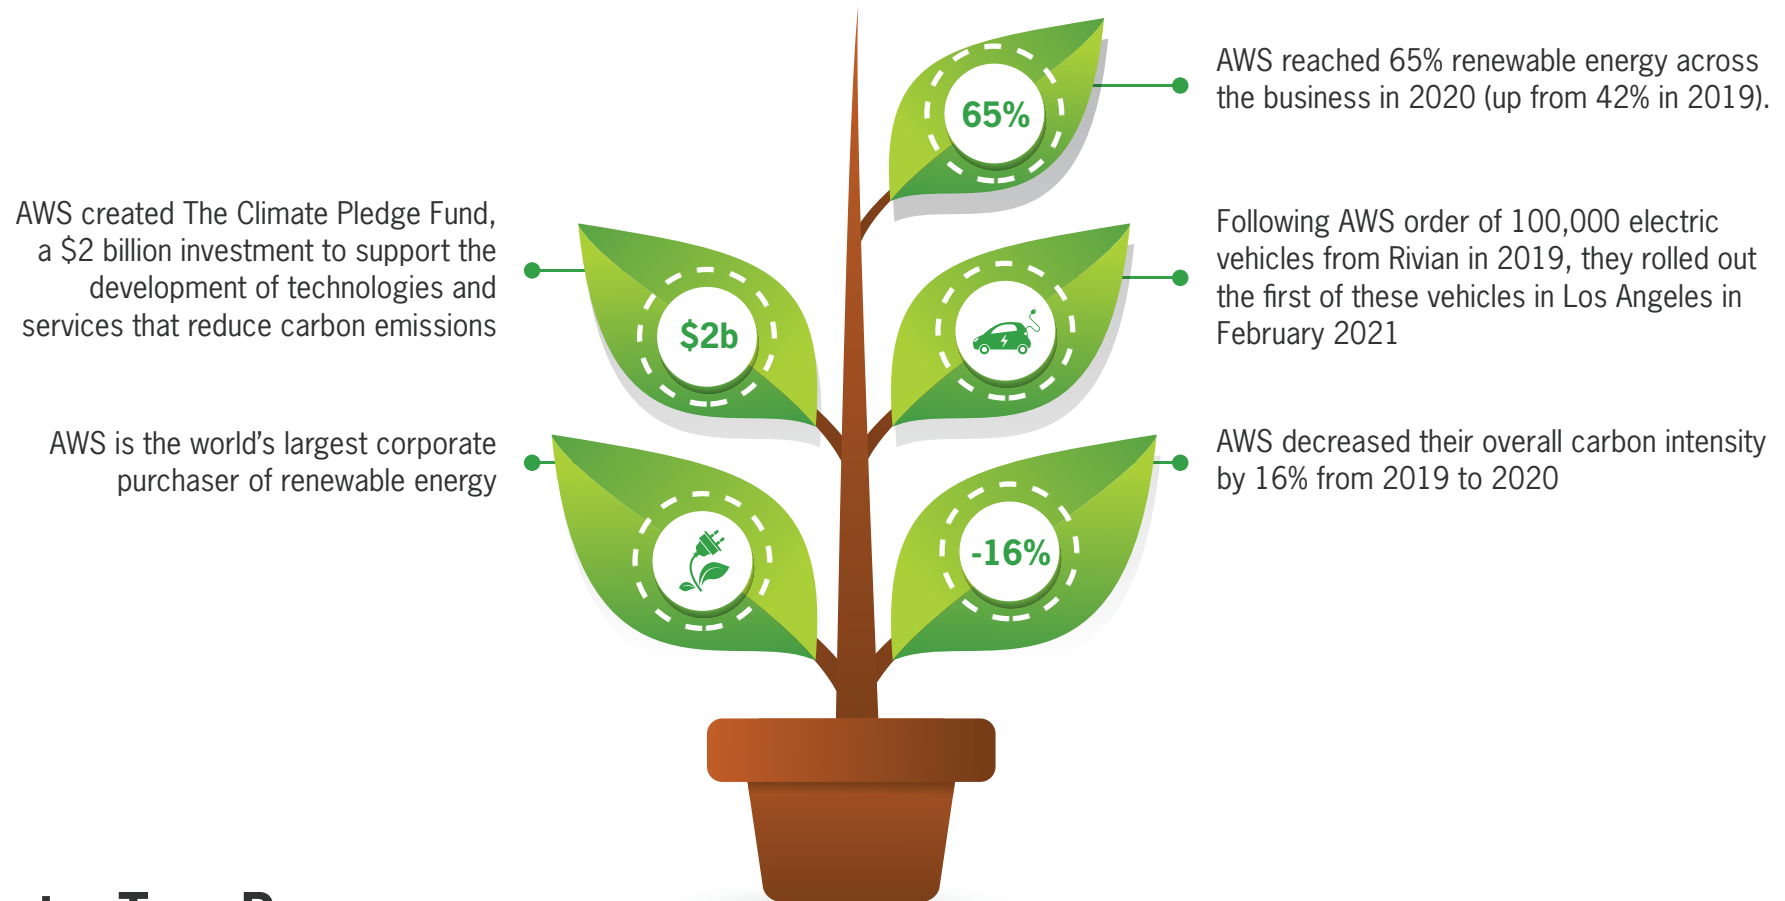 65%
AWS reached 65% renewable energy across
the business in 2020 (up from 42% in 2019).
AWS created The Climate Pledge Fund,
a $2 billion investment to support the
development of technologies and
services that reduce carbon emissions
$2b
Following AWS order of 100,000 electric
vehicles from Rivian in 2019, they rolled out
the first of these vehicles in Los Angeles in
February 2021
AWS is the world’s largest corporate
purchaser of renewable energy
-16%
AWS decreased their overall carbon intensity
by 16% from 2019 to 2020